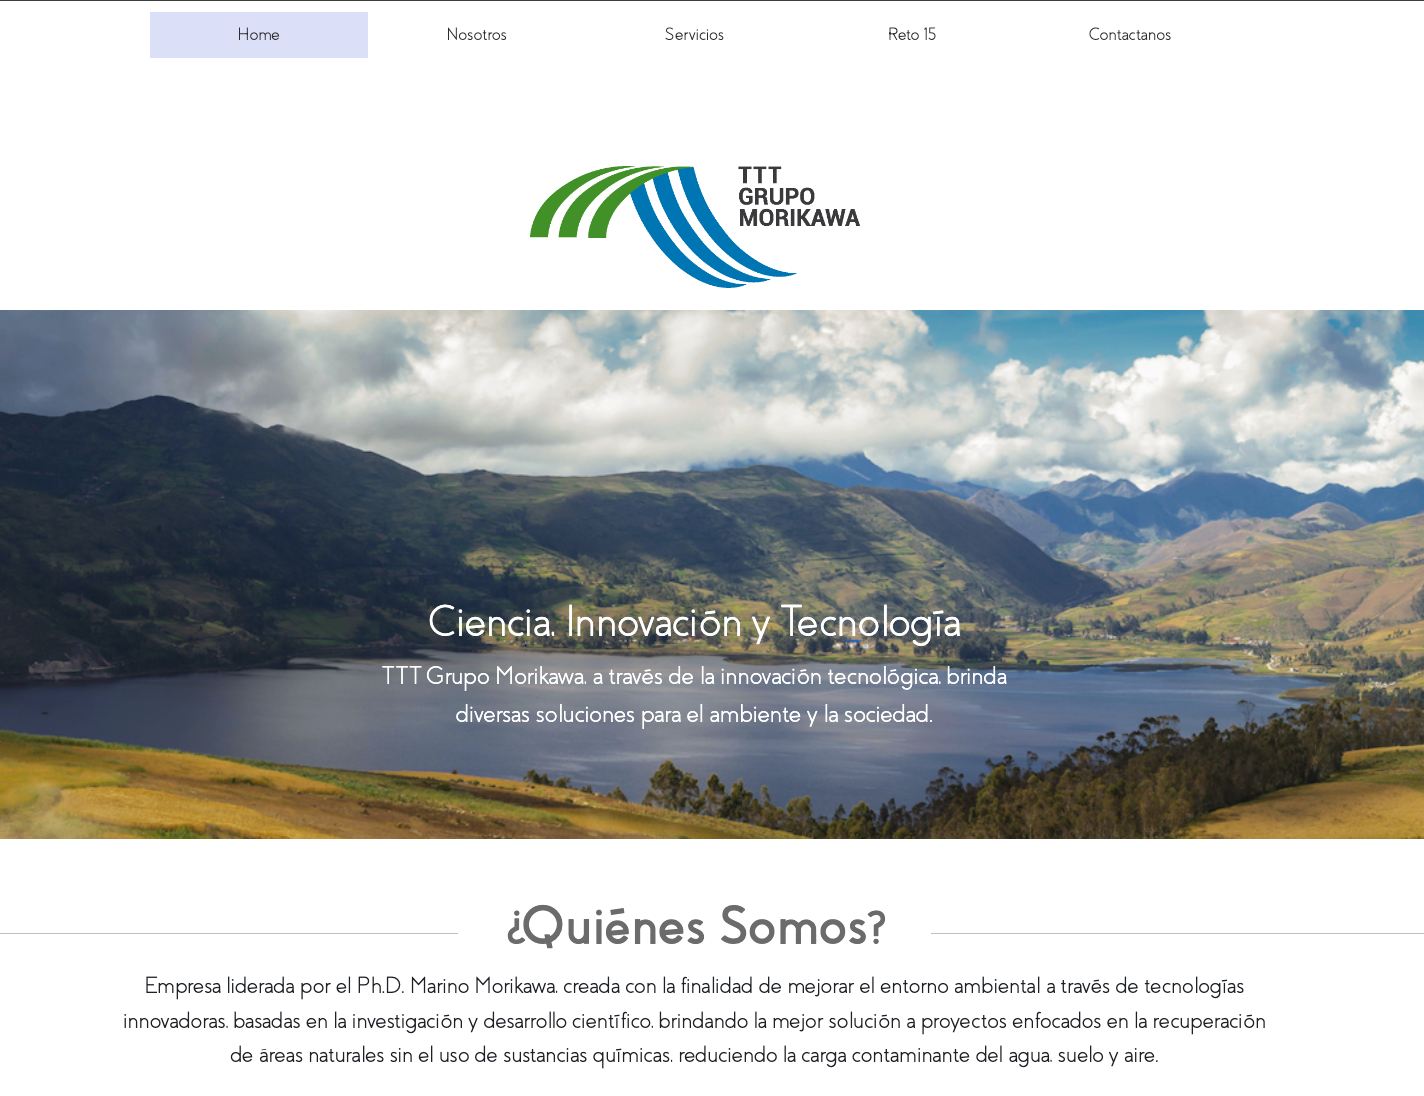 Home
Nosotros
Servicios
Reto 15
Contactanos
TTT
GRUPO
MORIKAWA
Ciencia, Innovación y Tecnología
TTT Grupo Morikawa, a través de la innovación tecnológica, brinda
diversas soluciones para el ambiente y la sociedad.
¿Quiénes Somos?
Empresa liderada por el Ph.D. Marino Morikawa, creada con la finalidad de mejorar el entorno ambiental a través de tecnologías
innovadoras, basadas en la investigación y desarrollo científico, brindando la mejor solución a proyectos enfocados en la recuperación
de áreas naturales sin el uso de sustancias químicas, reduciendo la carga contaminante del agua, suelo y aire.